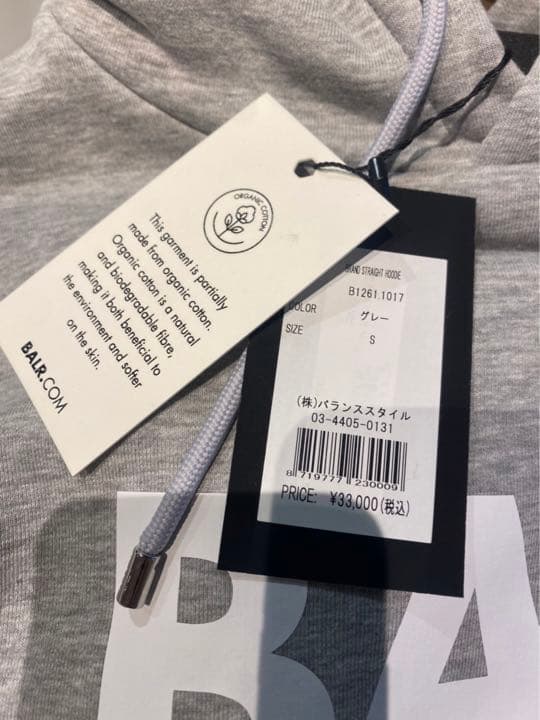 ORGANIC COTTON
This garment is partially
made from organic cotton.
Organic cotton is a natural
and biodegradable fibre,
making it both beneficial to
the environment and softer
on the skin.
BALR.COM
STRAIGHT HOODIE
B1261.1017
COLOR
グレー
SIZE
S
(株)バランススタイル
03-4405-0131
8 719777 230009
PRICE: ¥33,000(税込)
BA